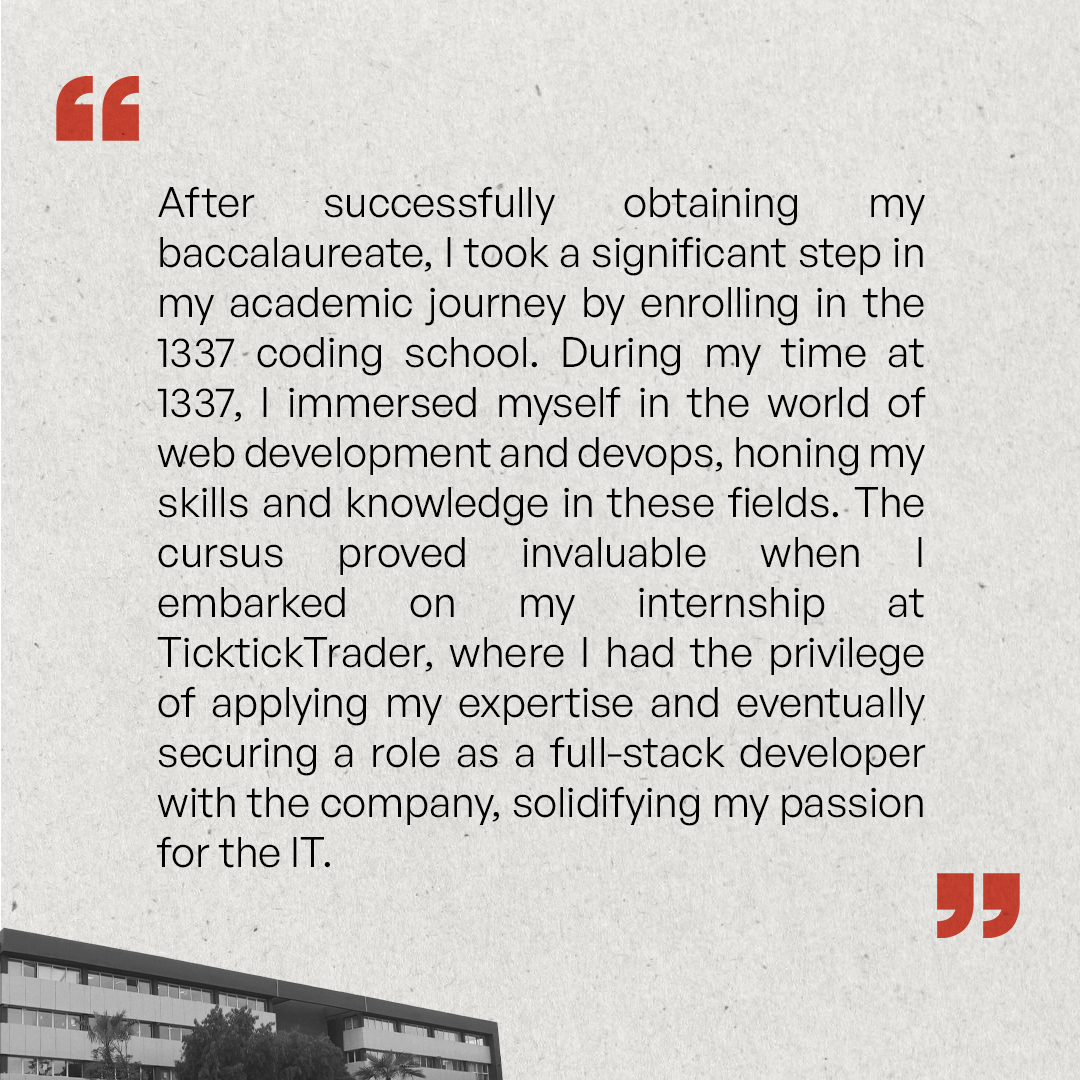 “
After successfully obtaining my
baccalaureate, I took a significant step in
my academic journey by enrolling in the
1337 coding school. During my time at
1337, I immersed myself in the world of
web development and devops, honing my
skills and knowledge in these fields. The
cursus proved invaluable when I
embarked on my internship at
TicktickTrader, where I had the privilege
of applying my expertise and eventually
securing a role as a full-stack developer
with the company, solidifying my passion
for the IT.
”